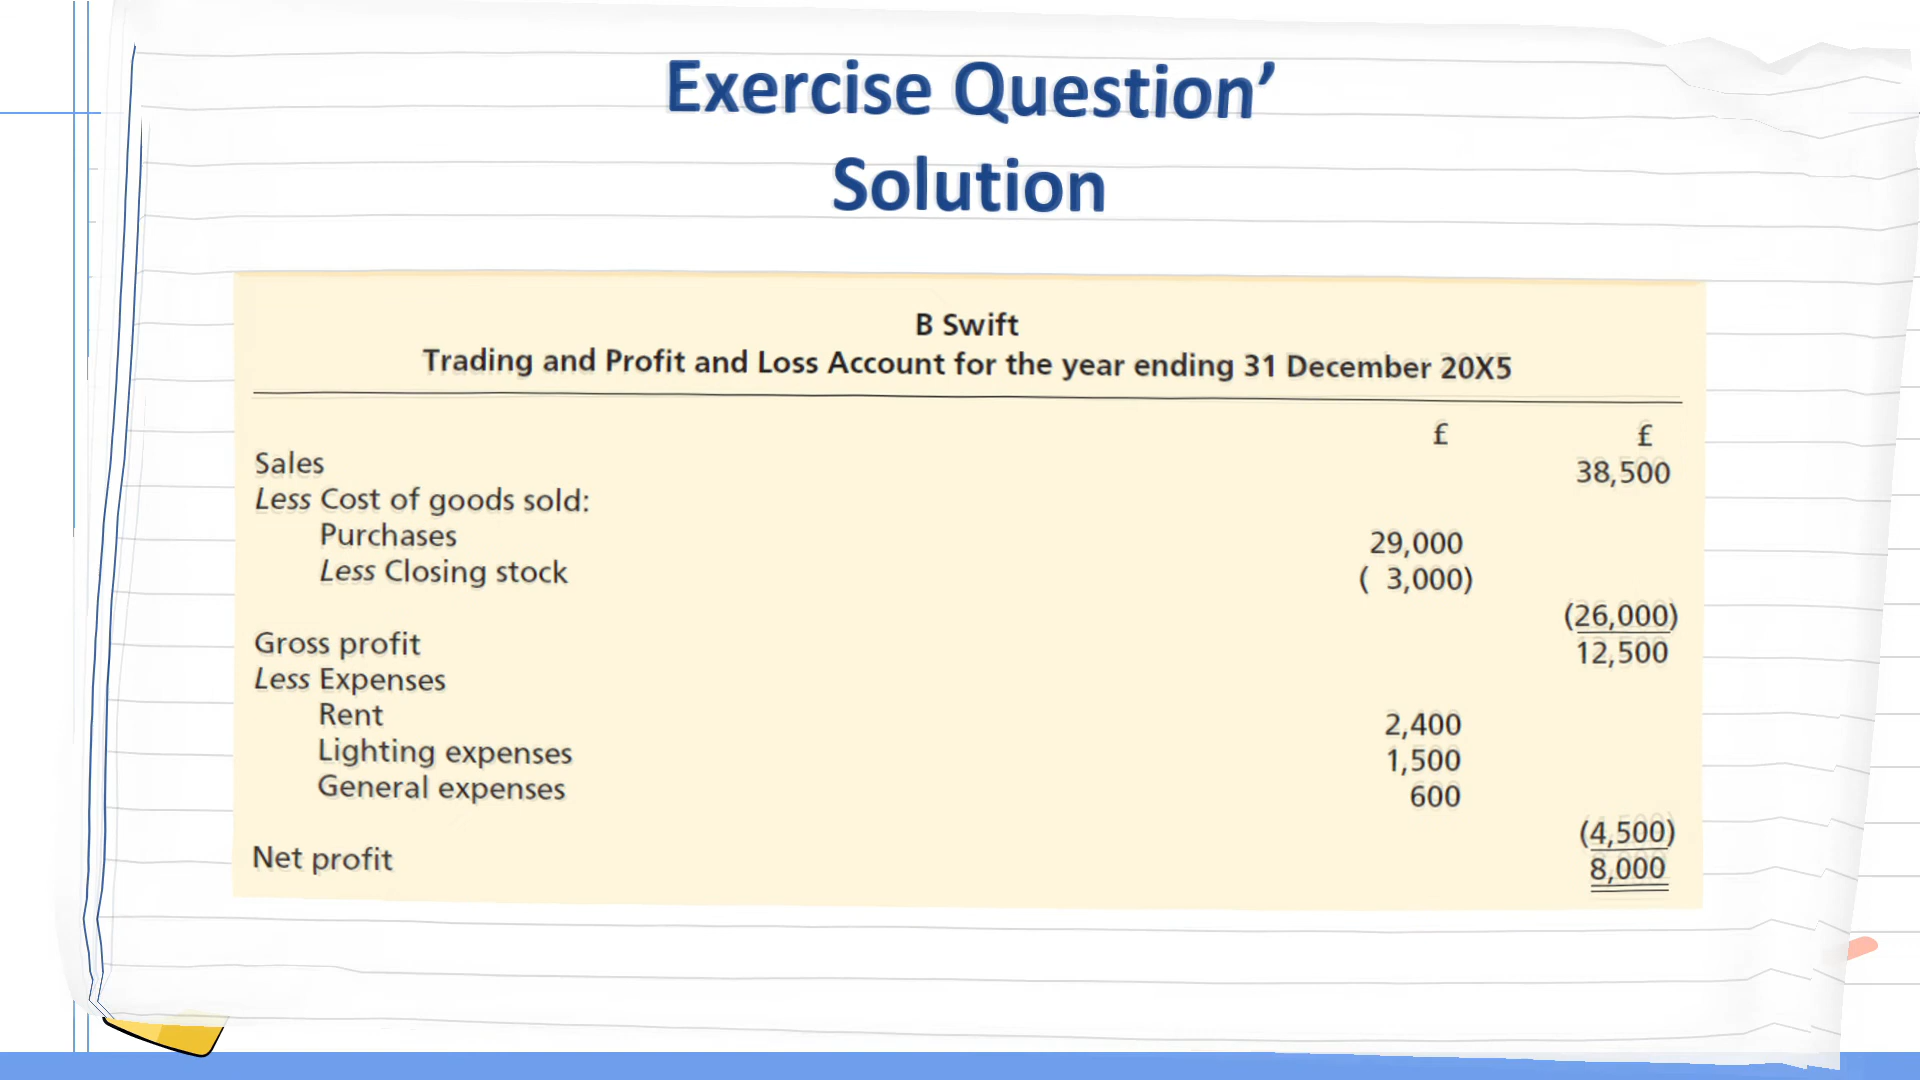 Exercise Question’
Solution
B Swift
Trading and Profit and Loss Account for the year ending 31 December 20X5
£ £
Sales 38,500
Less Cost of goods sold:
Purchases 29,000
Less Closing stock ( 3,000)
(26,000)
Gross profit 12,500
Less Expenses
Rent 2,400
Lighting expenses 1,500
General expenses 600
(4,500)
Net profit 8,000